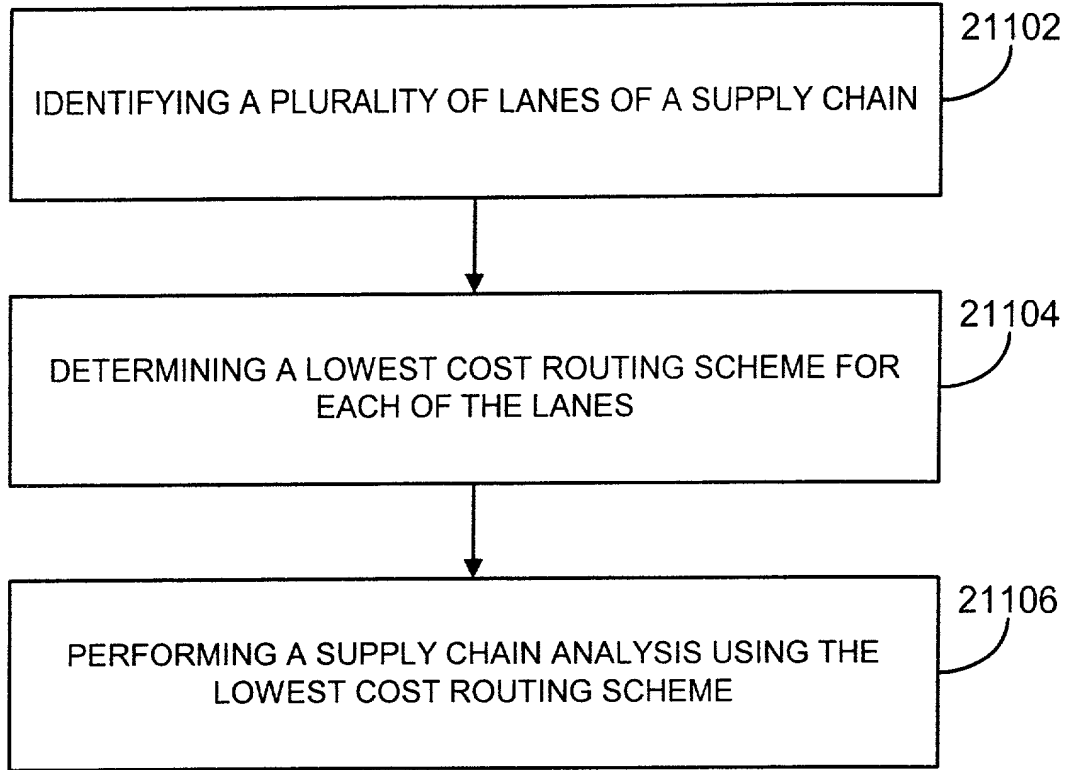 21102
IDENTIFYING A PLURALITY OF LANES OF A SUPPLY CHAIN
21104
DETERMINING A LOWEST COST ROUTING SCHEME FOR
EACH OF THE LANES
21106
PERFORMING A SUPPLY CHAIN ANALYSIS USING THE
LOWEST COST ROUTING SCHEME